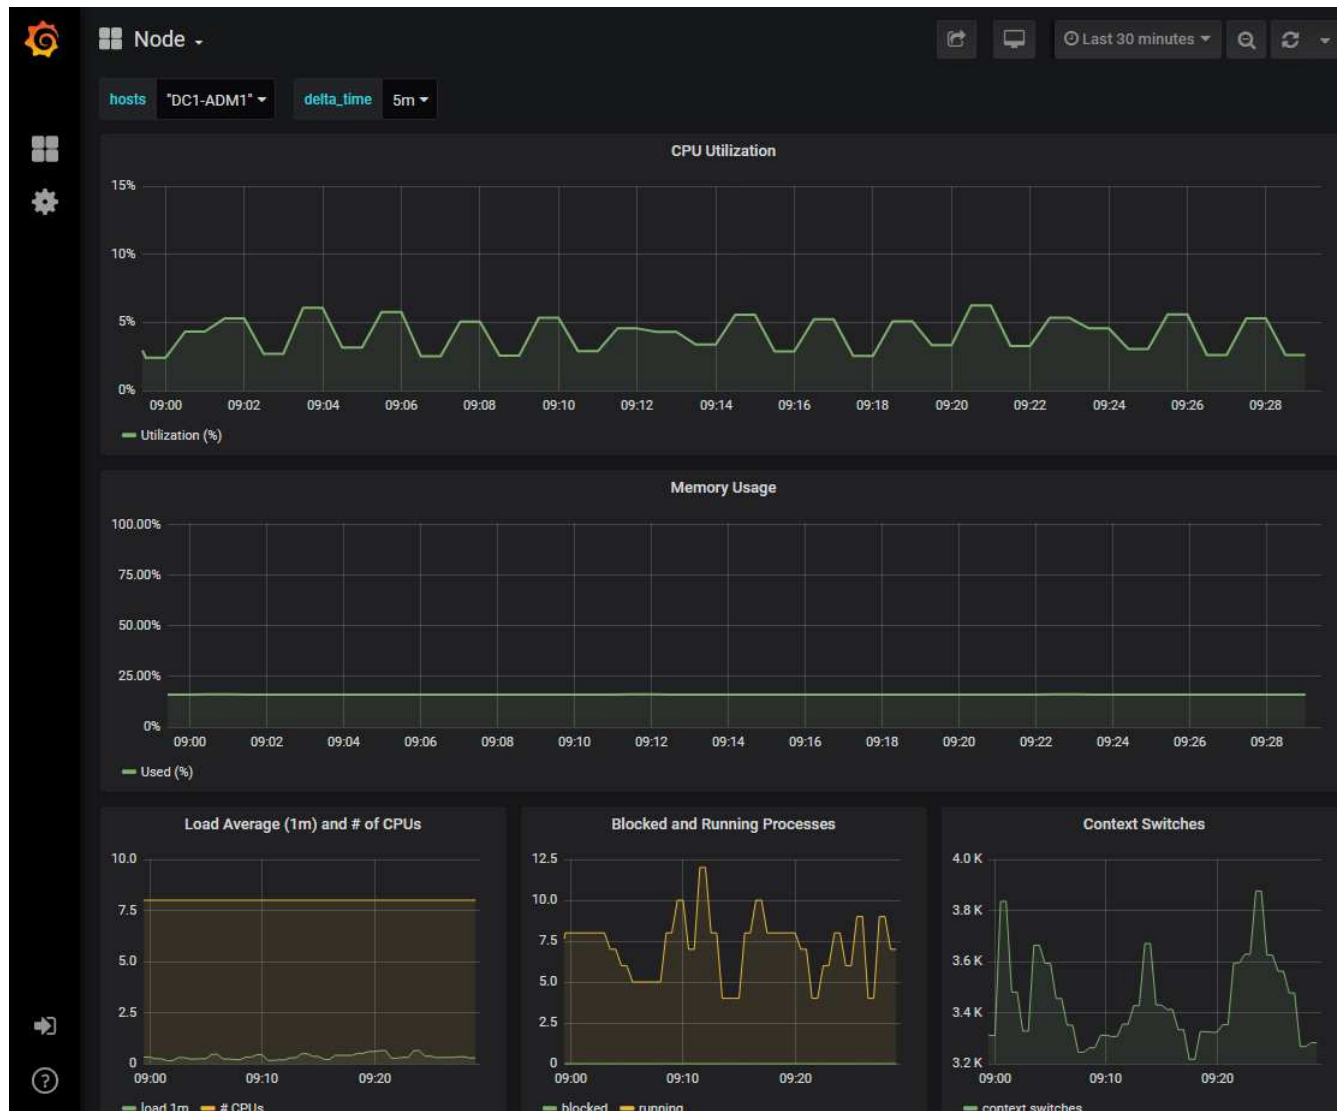 Node
Last 30 minutes
hosts "DC1-ADM1" delta_time 5m
CPU Utilization
15%
10%
5%
0%
09:00 09:02 09:04 09:06 09:08 09:10 09:12 09:14 09:16 09:18 09:20 09:22 09:24 09:26 09:28
Utilization (%)
Memory Usage
100.00%
75.00%
50.00%
25.00%
0%
09:00 09:02 09:04 09:06 09:08 09:10 09:12 09:14 09:16 09:18 09:20 09:22 09:24 09:26 09:28
Used (%)
Load Average (1m) and # of CPUs
10.0
7.5
5.0
2.5
0
09:00 09:10 09:20
load 1m # CPUs
Blocked and Running Processes
12.5
10.0
7.5
5.0
2.5
0
09:00 09:10 09:20
blocked running
Context Switches
4.0 K
3.8 K
3.6 K
3.4 K
3.2 K
09:00 09:10 09:20
context switches